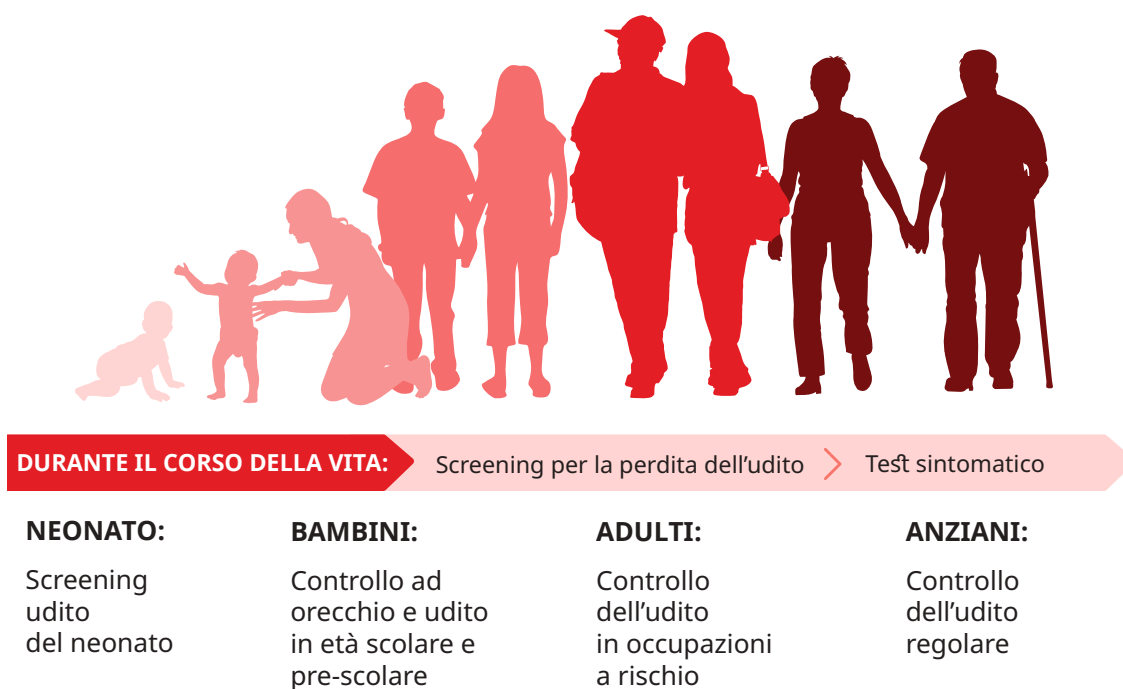 DURANTE IL CORSO DELLA VITA:
Screening per la perdita dell’udito
Test sintomatico
NEONATO:
Screening
udito
del neonato
BAMBINI:
Controllo ad
orecchio e udito
in età scolare e
pre-scolare
ADULTI:
Controllo
dell’udito
in occupazioni
a rischio
ANZIANI:
Controllo
dell’udito
regolare